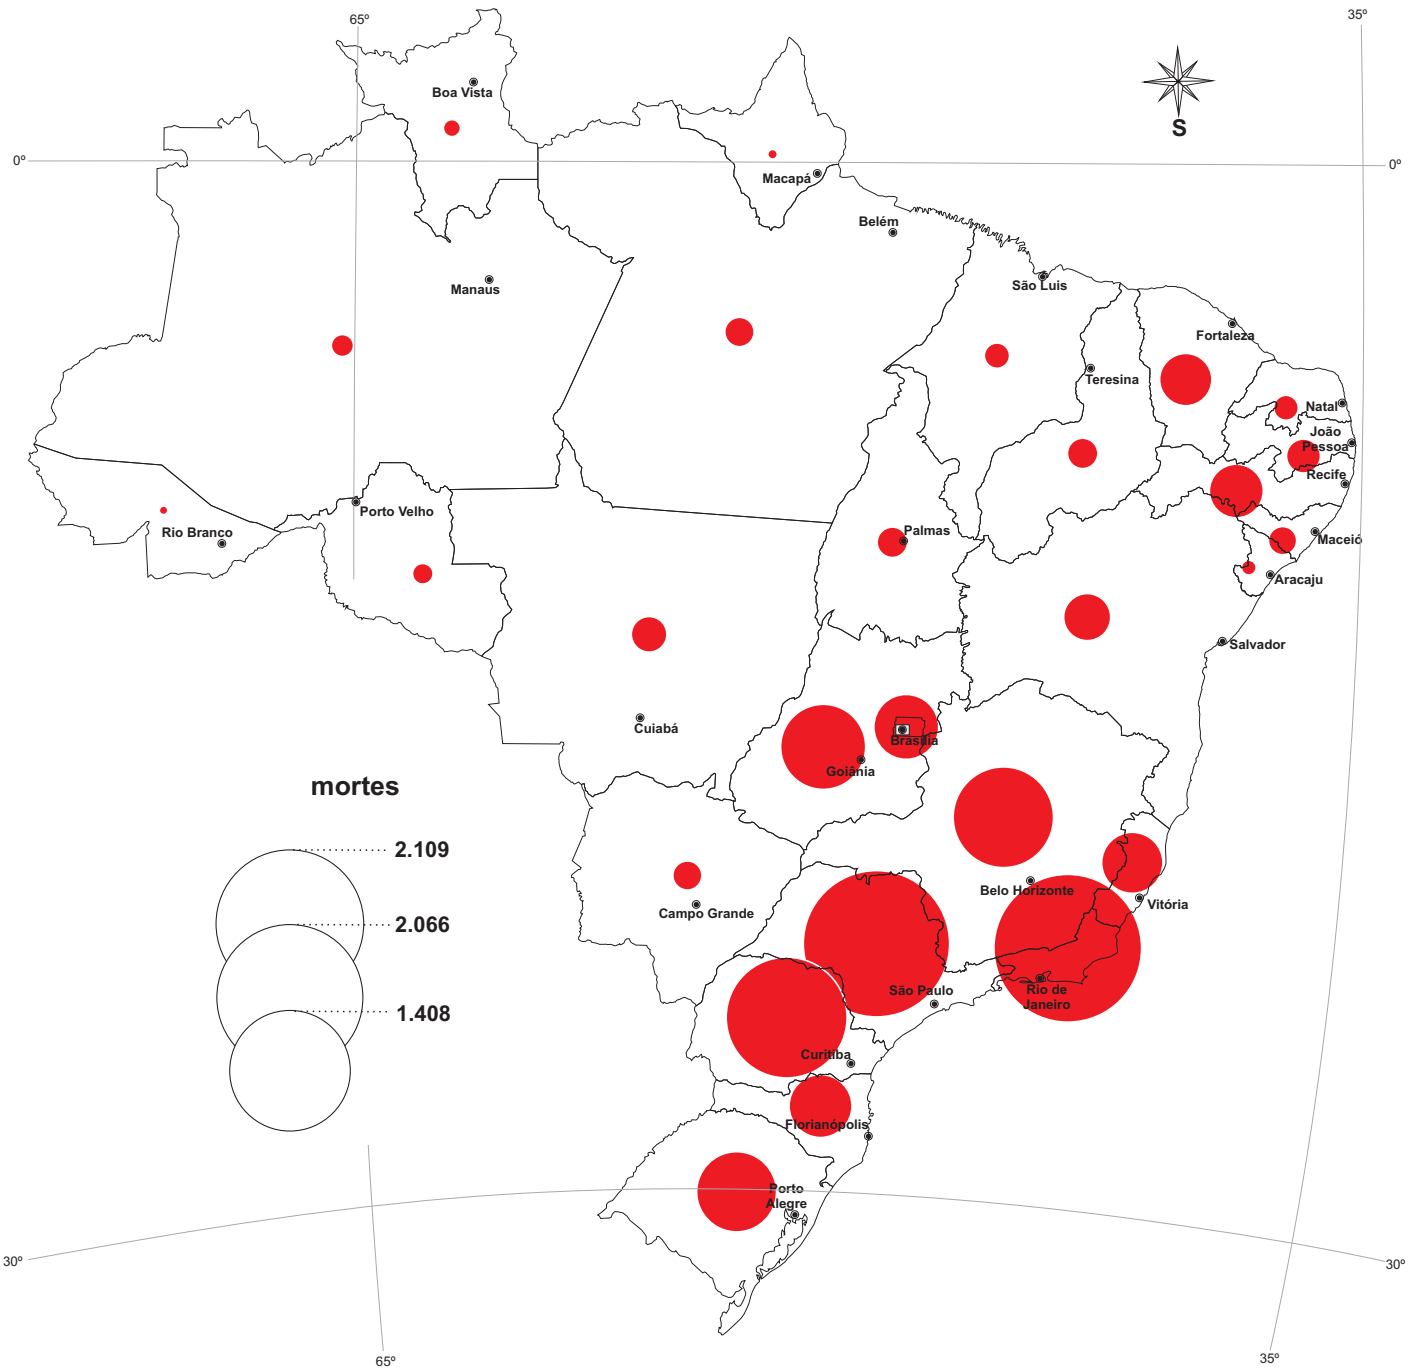 65º
35º
Boa Vista
S
0º
0º
Macapá
Belém
Manaus
São Luis
Fortaleza
Teresina
Natal
João
Pessoa
Recife
Porto Velho
Rio Branco
Palmas
Maceió
Aracaju
Salvador
Cuiabá
Brasília
Goiânia
mortes
2.109
2.066
1.408
Belo Horizonte
Vitória
Campo Grande
São Paulo
Rio de
Janeiro
Curitiba
Florianópolis
Porto
Alegre
30º
30º
65º
35º